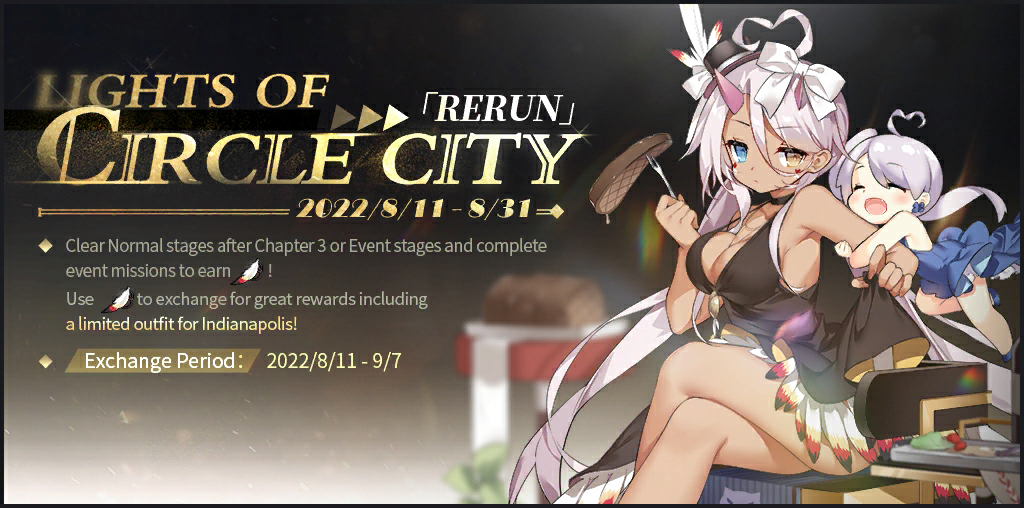 LIGHTS OF
CIRCLE CITY
「RERUN」
2022/8/11 - 8/31
Clear Normal stages after Chapter 3 or Event stages and complete
event missions to earn !
Use to exchange for great rewards including
a limited outfit for Indianapolis!
Exchange Period: 2022/8/11 - 9/7